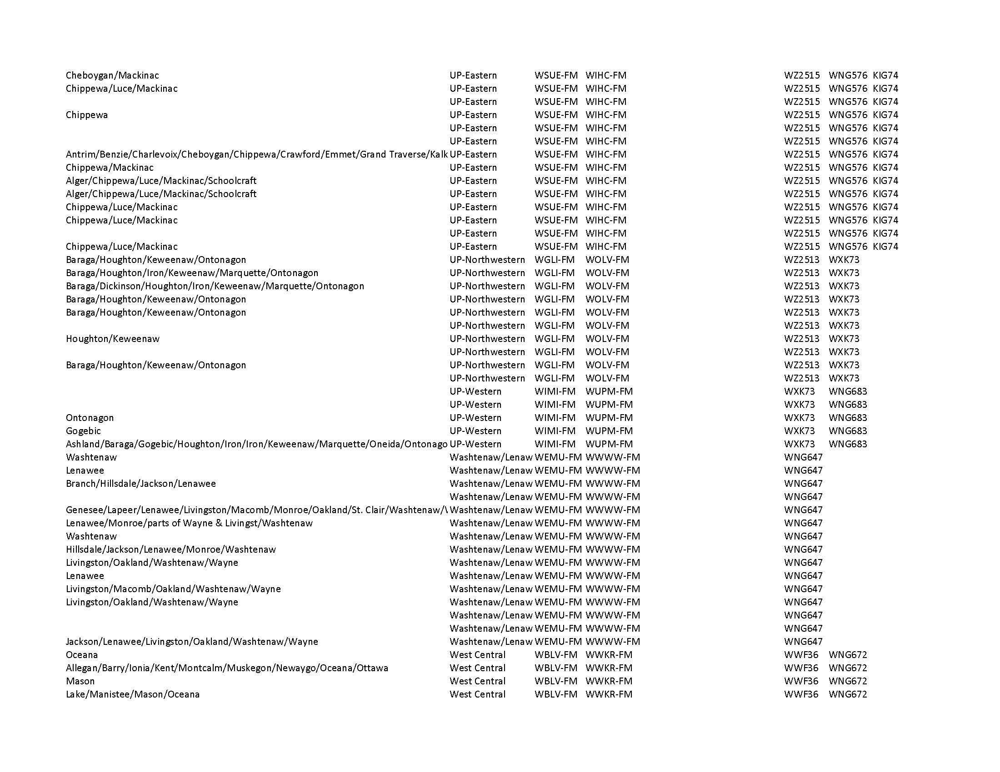 Cheboygan/Mackinac UP-Eastern WSUE-FM WIHC-FM WZ2515 WNG576 KIG74
Chippewa/Luce/Mackinac UP-Eastern WSUE-FM WIHC-FM WZ2515 WNG576 KIG74
UP-Eastern WSUE-FM WIHC-FM WZ2515 WNG576 KIG74
Chippewa UP-Eastern WSUE-FM WIHC-FM WZ2515 WNG576 KIG74
UP-Eastern WSUE-FM WIHC-FM WZ2515 WNG576 KIG74
UP-Eastern WSUE-FM WIHC-FM WZ2515 WNG576 KIG74
Antrim/Benzie/Charlevoix/Cheboygan/Chippewa/Crawford/Emmet/Grand Traverse/Kalk UP-Eastern WSUE-FM WIHC-FM WZ2515 WNG576 KIG74
Chippewa/Mackinac UP-Eastern WSUE-FM WIHC-FM WZ2515 WNG576 KIG74
Alger/Chippewa/Luce/Mackinac/Schoolcraft UP-Eastern WSUE-FM WIHC-FM WZ2515 WNG576 KIG74
Alger/Chippewa/Luce/Mackinac/Schoolcraft UP-Eastern WSUE-FM WIHC-FM WZ2515 WNG576 KIG74
Chippewa/Luce/Mackinac UP-Eastern WSUE-FM WIHC-FM WZ2515 WNG576 KIG74
Chippewa/Luce/Mackinac UP-Eastern WSUE-FM WIHC-FM WZ2515 WNG576 KIG74
UP-Eastern WSUE-FM WIHC-FM WZ2515 WNG576 KIG74
Chippewa/Luce/Mackinac UP-Eastern WSUE-FM WIHC-FM WZ2515 WNG576 KIG74
Baraga/Houghton/Keweenaw/Ontonagon UP-Northwestern WGLI-FM WOLV-FM WZ2513 WXK73
Baraga/Houghton/Iron/Keweenaw/Marquette/Ontonagon UP-Northwestern WGLI-FM WOLV-FM WZ2513 WXK73
Baraga/Dickinson/Houghton/Iron/Keweenaw/Marquette/Ontonagon UP-Northwestern WGLI-FM WOLV-FM WZ2513 WXK73
Baraga/Houghton/Keweenaw/Ontonagon UP-Northwestern WGLI-FM WOLV-FM WZ2513 WXK73
Baraga/Houghton/Keweenaw/Ontonagon UP-Northwestern WGLI-FM WOLV-FM WZ2513 WXK73
UP-Northwestern WGLI-FM WOLV-FM WZ2513 WXK73
Houghton/Keweenaw UP-Northwestern WGLI-FM WOLV-FM WZ2513 WXK73
UP-Northwestern WGLI-FM WOLV-FM WZ2513 WXK73
Baraga/Houghton/Keweenaw/Ontonagon UP-Northwestern WGLI-FM WOLV-FM WZ2513 WXK73
UP-Northwestern WGLI-FM WOLV-FM WZ2513 WXK73
UP-Western WIMI-FM WUPM-FM WXK73 WNG683
UP-Western WIMI-FM WUPM-FM WXK73 WNG683
Ontonagon UP-Western WIMI-FM WUPM-FM WXK73 WNG683
Gogebic UP-Western WIMI-FM WUPM-FM WXK73 WNG683
Ashland/Baraga/Gogebic/Houghton/Iron/Iron/Keweenaw/Marquette/Oneida/Ontonago UP-Western WIMI-FM WUPM-FM WXK73 WNG683
Washtenaw Washtenaw/Lenaw WEMU-FM WWWW-FM WNG647
Lenawee Washtenaw/Lenaw WEMU-FM WWWW-FM WNG647
Branch/Hillsdale/Jackson/Lenawee Washtenaw/Lenaw WEMU-FM WWWW-FM WNG647
Washtenaw/Lenaw WEMU-FM WWWW-FM WNG647
Genesee/Lapeer/Lenawee/Livingston/Macomb/Monroe/Oakland/St. Clair/Washtenaw/ Washtenaw/Lenaw WEMU-FM WWWW-FM WNG647
Lenawee/Monroe/parts of Wayne & Livingst/Washtenaw Washtenaw/Lenaw WEMU-FM WWWW-FM WNG647
Washtenaw Washtenaw/Lenaw WEMU-FM WWWW-FM WNG647
Hillsdale/Jackson/Lenawee/Monroe/Washtenaw Washtenaw/Lenaw WEMU-FM WWWW-FM WNG647
Livingston/Oakland/Washtenaw/Wayne Washtenaw/Lenaw WEMU-FM WWWW-FM WNG647
Lenawee Washtenaw/Lenaw WEMU-FM WWWW-FM WNG647
Livingston/Macomb/Oakland/Washtenaw/Wayne Washtenaw/Lenaw WEMU-FM WWWW-FM WNG647
Livingston/Oakland/Washtenaw/Wayne Washtenaw/Lenaw WEMU-FM WWWW-FM WNG647
Washtenaw/Lenaw WEMU-FM WWWW-FM WNG647
Washtenaw/Lenaw WEMU-FM WWWW-FM WNG647
Jackson/Lenawee/Livingston/Oakland/Washtenaw/Wayne Washtenaw/Lenaw WEMU-FM WWWW-FM WNG647
Oceana West Central WBLV-FM WWKR-FM WWF36 WNG672
Allegan/Barry/Ionia/Kent/Montcalm/Muskegon/Newaygo/Oceana/Ottawa West Central WBLV-FM WWKR-FM WWF36 WNG672
Mason West Central WBLV-FM WWKR-FM WWF36 WNG672
Lake/Manistee/Mason/Oceana West Central WBLV-FM WWKR-FM WWF36 WNG672